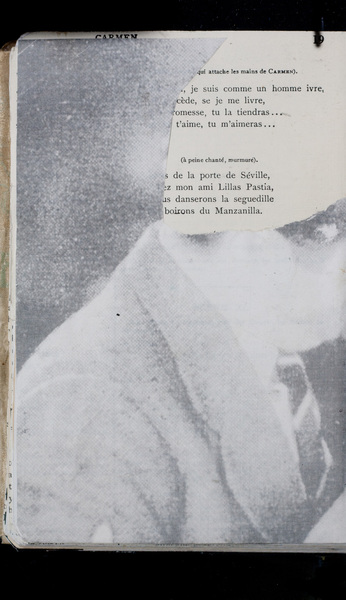 CARMEN
qui attache les mains de CARMEN).
je suis comme un homme ivre,
cède, se je me livre,
romesse, tu la tiendras...
t'aime, tu m'aimeras...
(à peine chanté, murmure).
s de la porte de Séville,
ez mon ami Lillas Pastia,
us danserons la seguedille
boirons du Manzanilla.